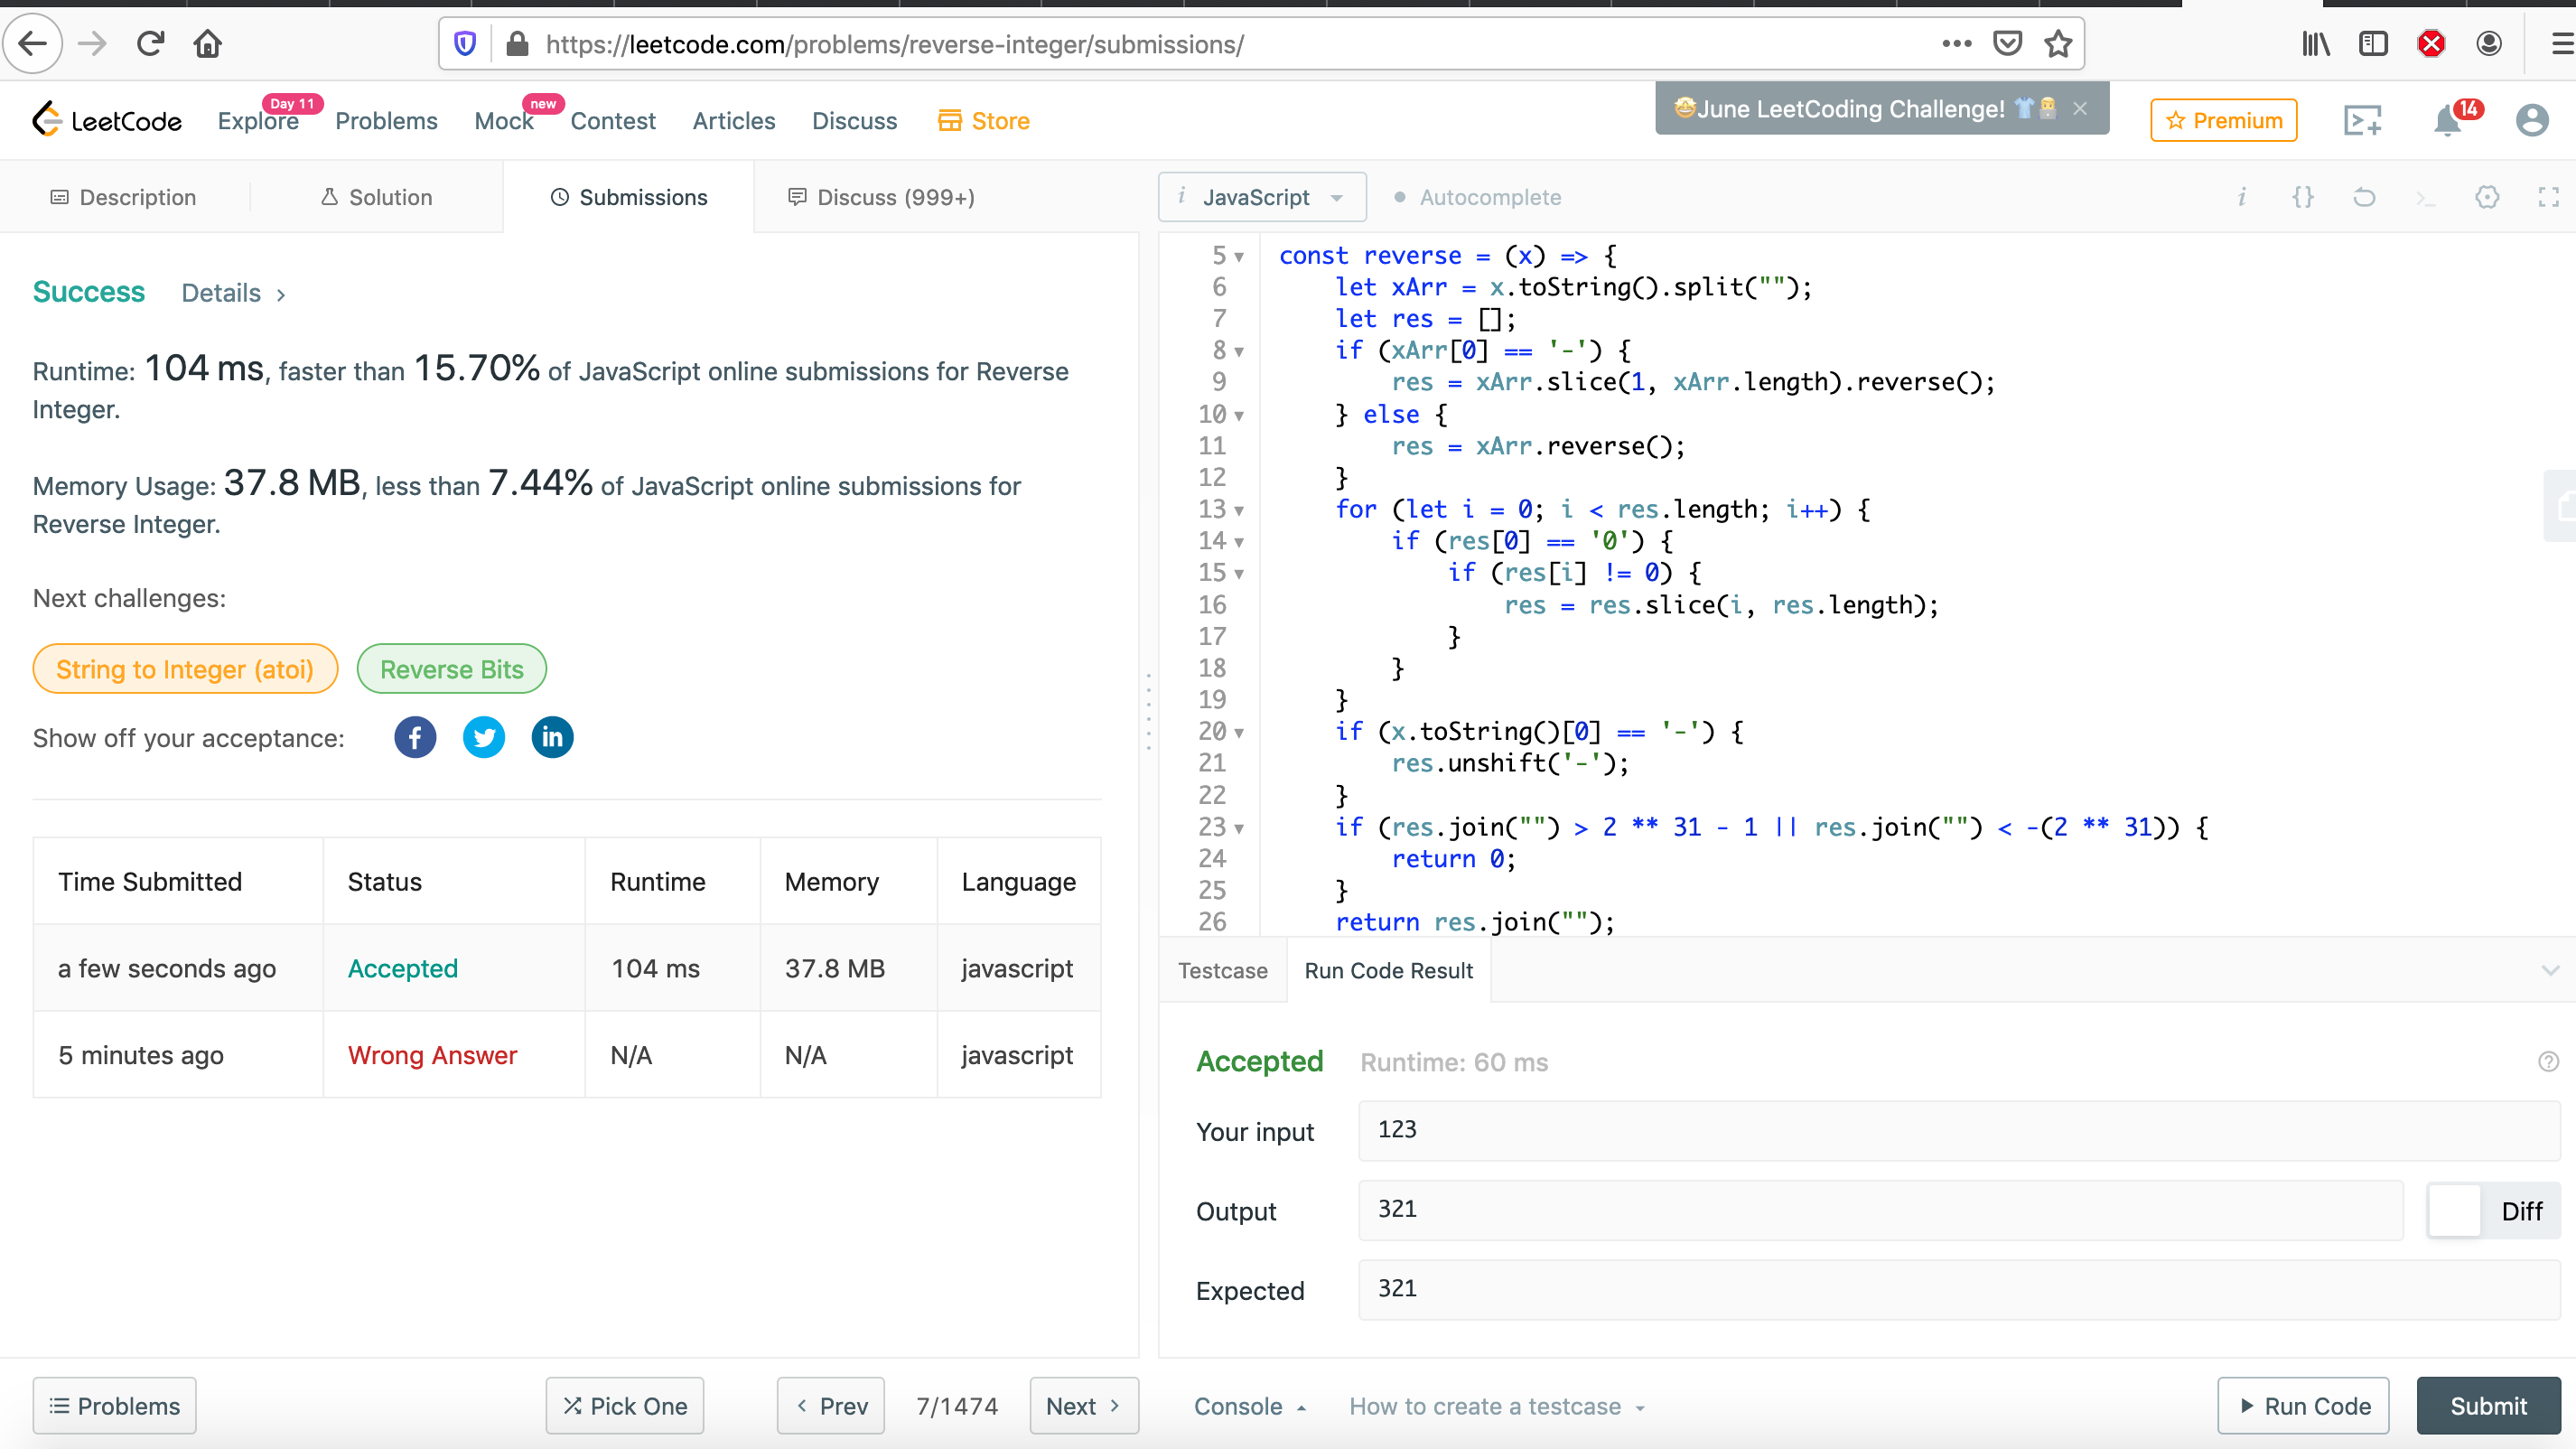 https://leetcode.com/problems/reverse-integer/submissions/
LeetCode
Explore
Day 11
Problems
Mock
new
Contest
Articles
Discuss
Store
June LeetCoding Challenge!
Premium
14
Description
Solution
Submissions
Discuss (999+)
i JavaScript
Autocomplete
i {}
Success Details >
Runtime: 104 ms, faster than 15.70% of JavaScript online submissions for Reverse
Integer.
Memory Usage: 37.8 MB, less than 7.44% of JavaScript online submissions for
Reverse Integer.
Next challenges:
String to Integer (atoi) Reverse Bits
Show off your acceptance: f in
Time Submitted Status Runtime Memory Language
a few seconds ago Accepted 104 ms 37.8 MB javascript
5 minutes ago Wrong Answer N/A N/A javascript
5 const reverse = (x) => {
6 let xArr = x.toString().split("");
7 let res = [];
8 if (xArr[0] == '-') {
9 res = xArr.slice(1, xArr.length).reverse();
10 } else {
11 res = xArr.reverse();
12 }
13 for (let i = 0; i < res.length; i++) {
14 if (res[0] == '0') {
15 if (res[i] != 0) {
16 res = res.slice(i, res.length);
17 }
18 }
19 }
20 if (x.toString()[0] == '-') {
21 res.unshift('-');
22 }
23 if (res.join("") > 2 ** 31 - 1 || res.join("") < -(2 ** 31)) {
24 return 0;
25 }
26 return res.join("");
Testcase Run Code Result
Accepted Runtime: 60 ms
Your input 123
Output 321 Diff
Expected 321
Problems
Pick One
< Prev
7/1474
Next >
Console
How to create a testcase
Run Code
Submit